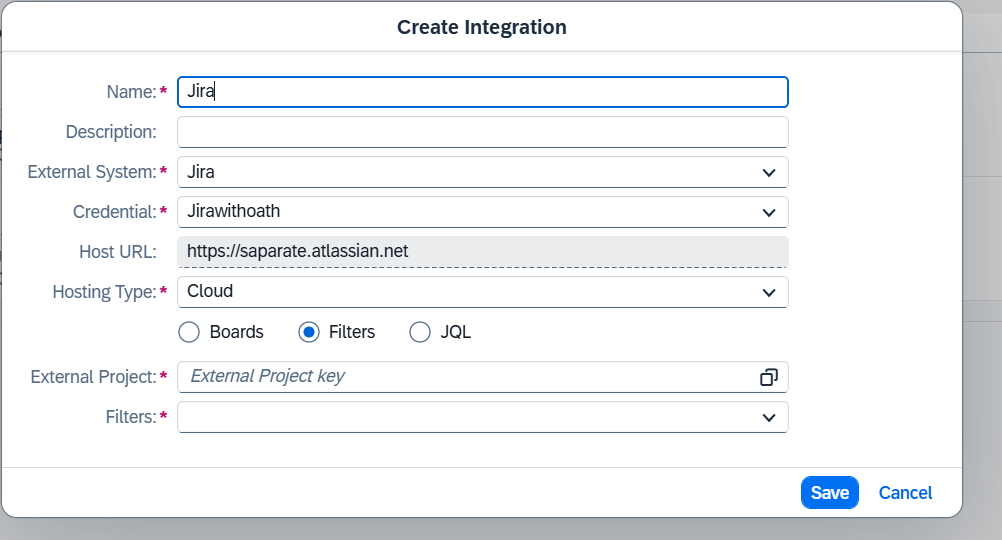 Create Integration
Name:* Jira
Description:
External System:* Jira
Credential:* Jirawithoath
Host URL: https://saparate.atlassian.net
Hosting Type:* Cloud
Boards Filters JQL
External Project:* External Project key
Filters:*
Save Cancel